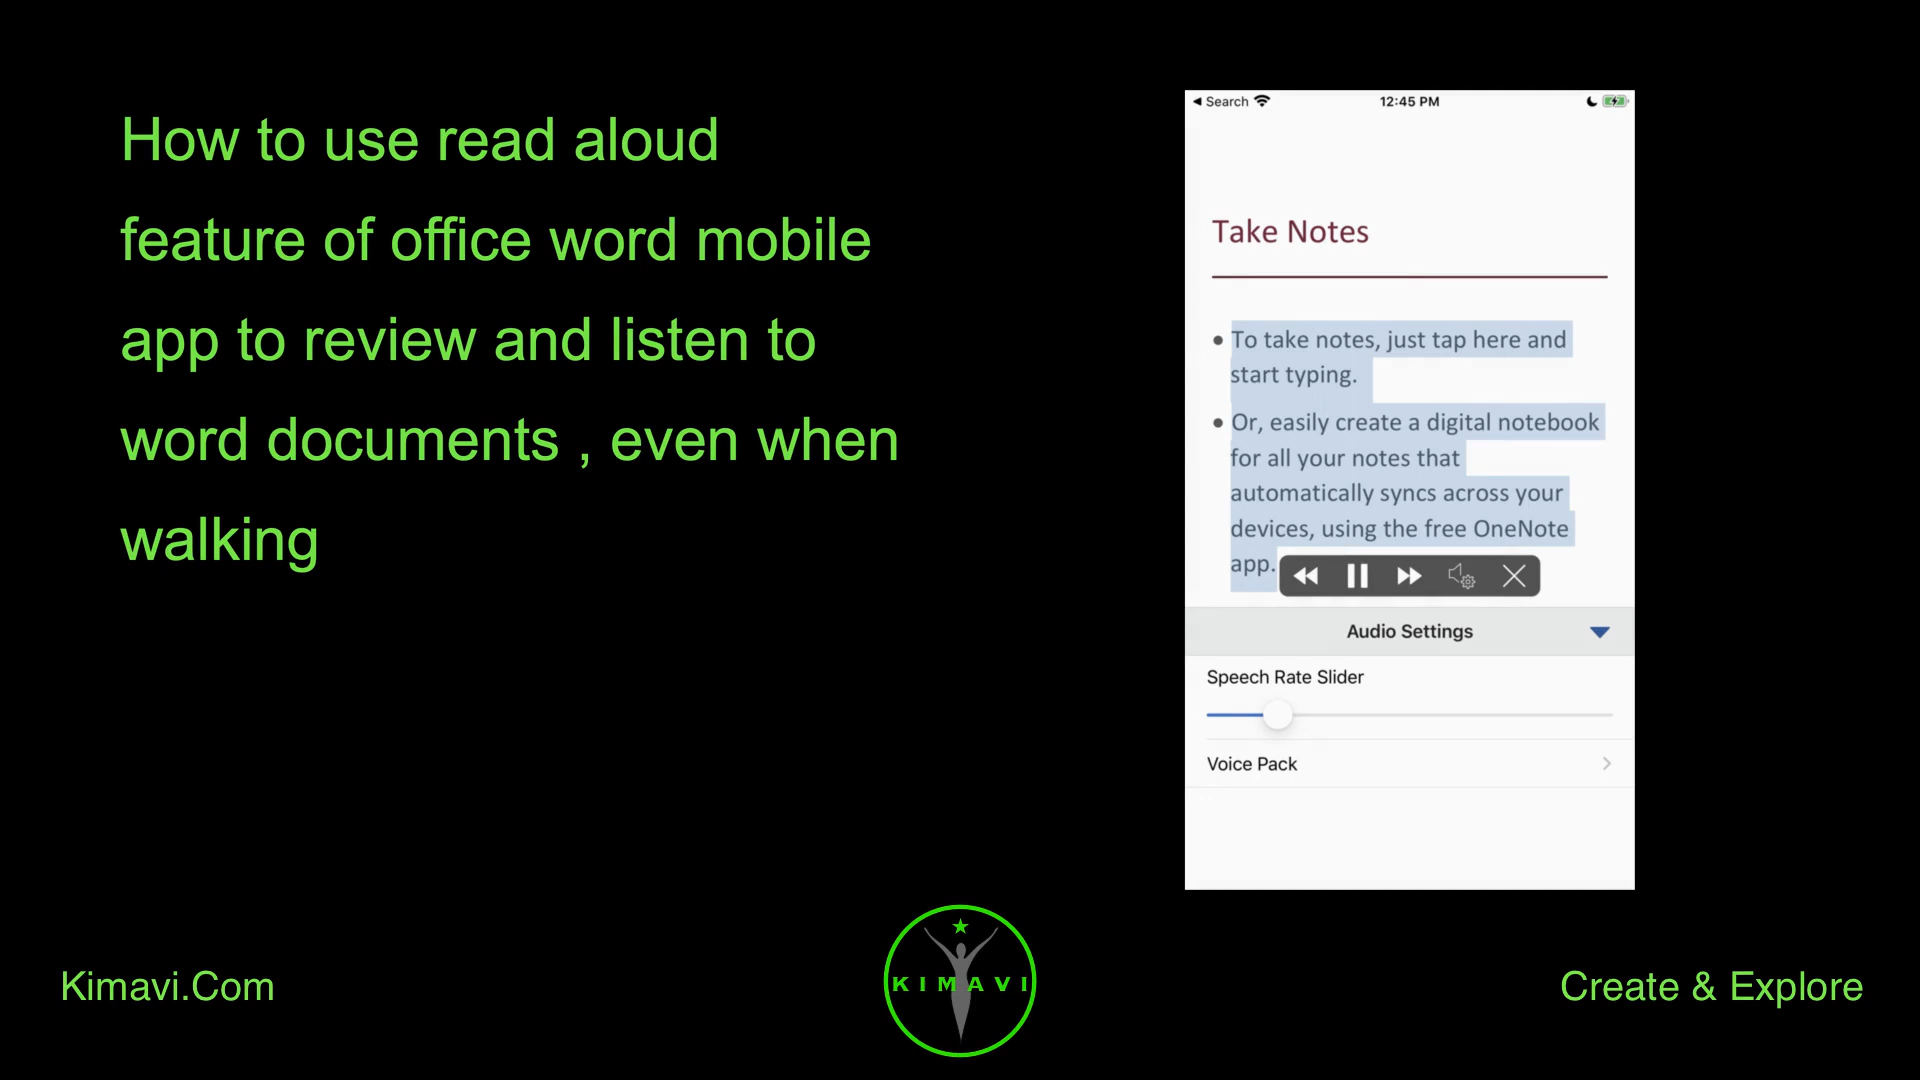 How to use read aloud
feature of office word mobile
app to review and listen to
word documents , even when
walking
Search
12:45 PM
Take Notes
• To take notes, just tap here and
start typing.
• Or, easily create a digital notebook
for all your notes that
automatically syncs across your
devices, using the free OneNote
app.
Audio Settings
Speech Rate Slider
Voice Pack
Kimavi.Com
KIMAVI
Create & Explore